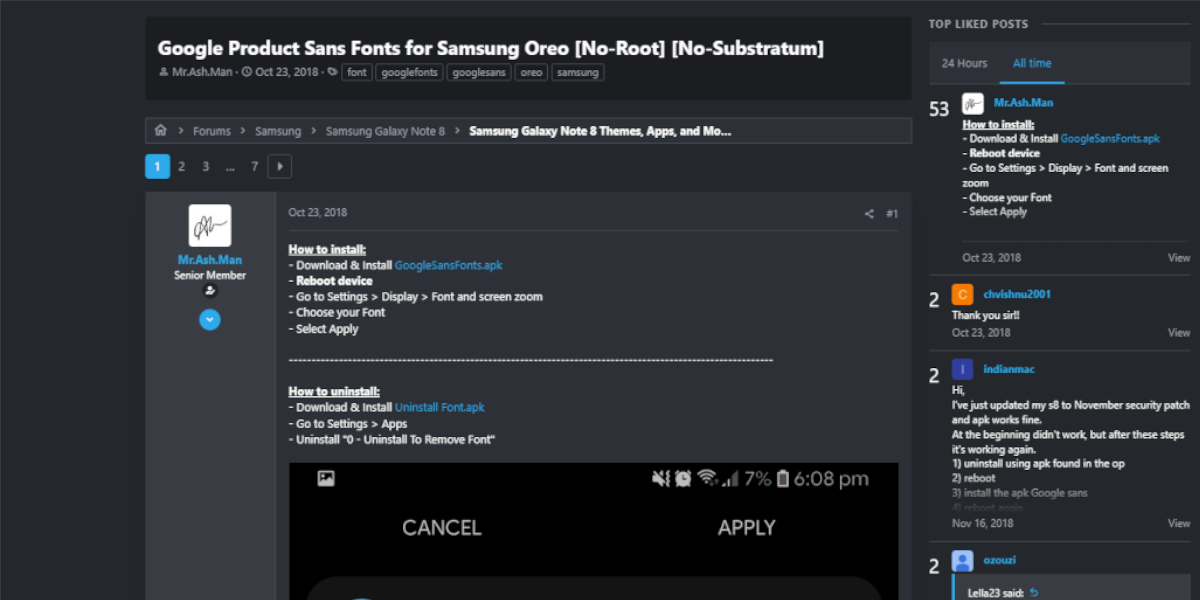 Google Product Sans Fonts for Samsung Oreo [No-Root] [No-Substratum]
Mr.Ash.Man · Oct 23, 2018 · font googlefonts googlesans oreo samsung
Forums > Samsung > Samsung Galaxy Note 8 > Samsung Galaxy Note 8 Themes, Apps, and Mo...
1 2 3 ... 7
Mr.Ash.Man
Senior Member
Oct 23, 2018 #1
How to install:
- Download & Install GoogleSansFonts.apk
- Reboot device
- Go to Settings > Display > Font and screen zoom
- Choose your Font
- Select Apply
How to uninstall:
- Download & Install Uninstall Font.apk
- Go to Settings > Apps
- Uninstall "0 - Uninstall To Remove Font"
7% 6:08 pm
CANCEL APPLY
TOP LIKED POSTS
24 Hours All time
53 Mr.Ash.Man
How to install:
- Download & Install GoogleSansFonts.apk
- Reboot device
- Go to Settings > Display > Font and screen
zoom
- Choose your Font
- Select Apply
Oct 23, 2018 View
2 C chvishnu2001
Thank you sir!!
Oct 23, 2018 View
2 I indianmac
Hi,
I've just updated my s8 to November security patch
and apk works fine.
At the beginning didn't work, but after these steps
it's working again.
1) uninstall using apk found in the op
2) reboot
3) install the apk Google sans
4) reboot again
Nov 16, 2018 View
2 ozouzi
Lella23 said: